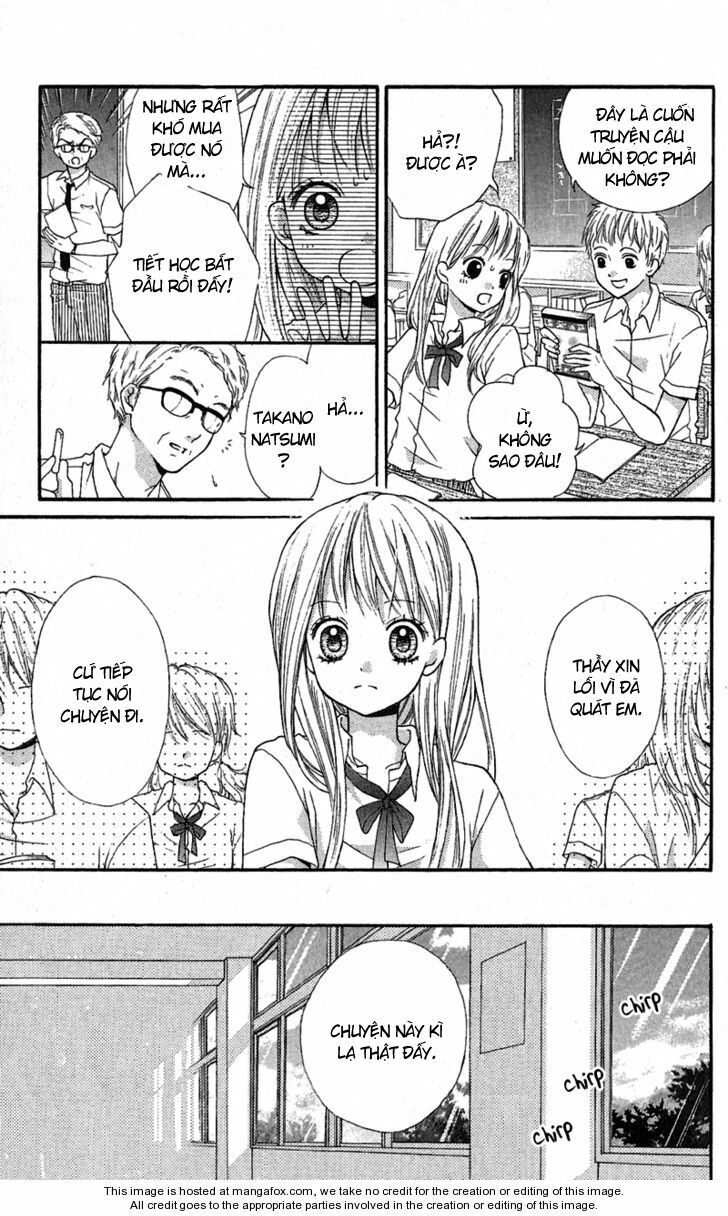 ĐÂY LÀ CUỐN
TRUYỆN CẬU
MUỐN ĐỌC PHẢI
KHÔNG?
HẢ?!
ĐƯỢC À?
Ừ,
KHÔNG
SAO ĐÂU!
NHƯNG RẤT
KHÓ MUA
ĐƯỢC NÓ
MÀ...
TIẾT HỌC BẮT
ĐẦU RỒI ĐẤY!
HẢ...
TAKANO
NATSUMI
?
THẦY XIN
LỖI VÌ ĐÃ
QUÁT EM.
CỨ TIẾP
TỤC NÓI
CHUYỆN ĐI.
CHUYỆN NÀY KÌ
LẠ THẬT ĐẤY.
chirp
chirp
chirp
This image is hosted at mangafox.com, we take no credit for the creation or editing of this image.
All credit goes to the appropriate parties involved in the creation or editing of this image.